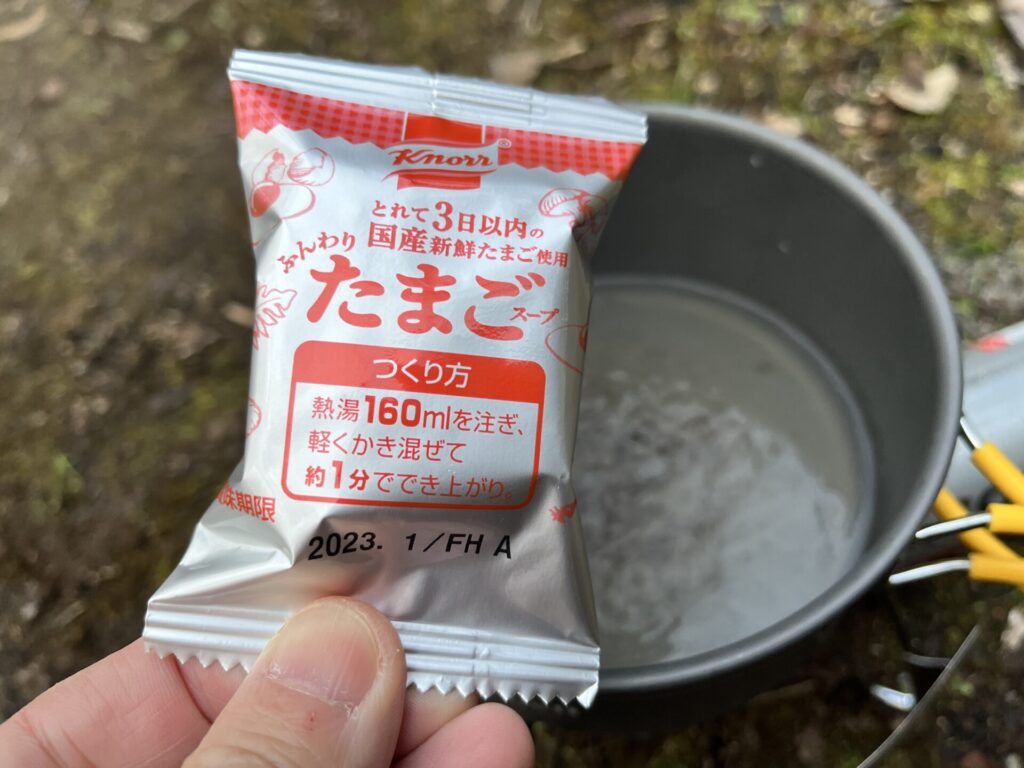 Knorr®
とれて3日以内の
国産新鮮たまご使用
ふんわり
たまご
スープ
つくり方
熱湯160mlを注ぎ、
軽くかき混ぜて
約1分ででき上がり。
味期限
2023. 1/FH A